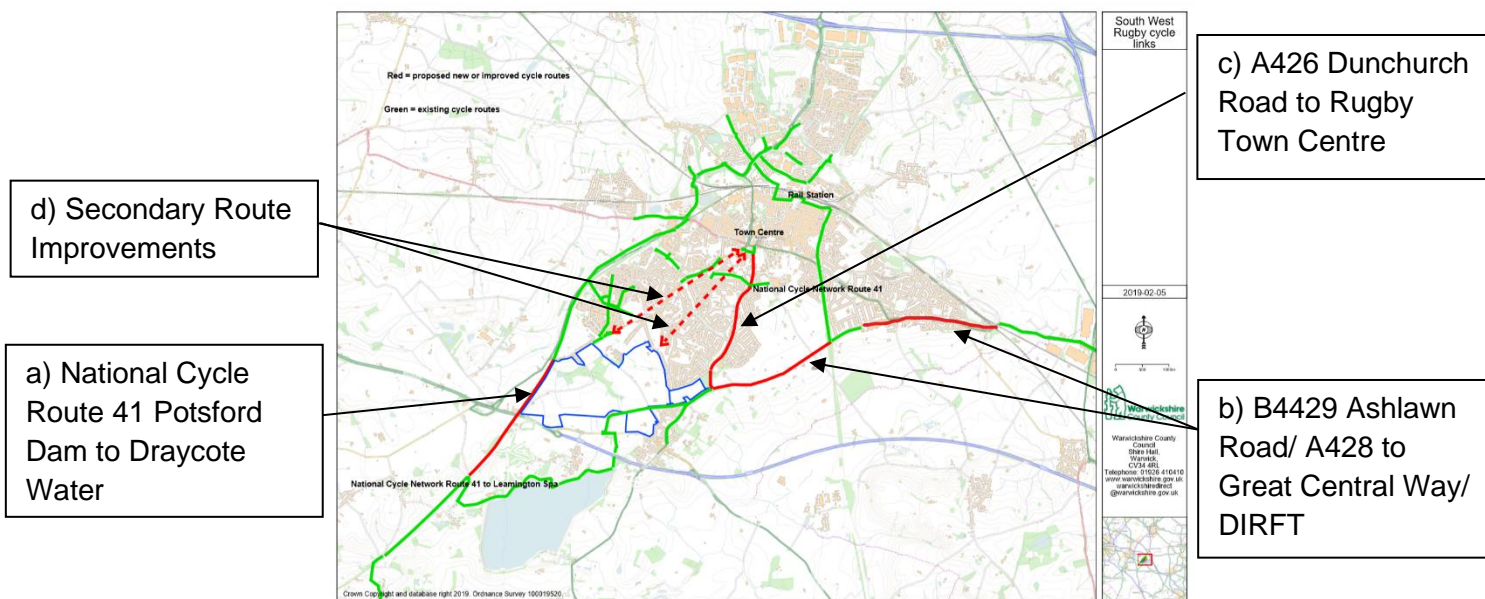 South West
Rugby cycle
links
Red = proposed new or improved cycle routes
Green = existing cycle routes
c) A426 Dunchurch
Road to Rugby
Town Centre
d) Secondary Route
Improvements
Rail Station
Town Centre
National Cycle Network Route 41
2019-02-05
a) National Cycle
Route 41 Potsford
Dam to Draycote
Water
b) B4429 Ashlawn
Road/ A428 to
Great Central Way/
DIRFT
Warwickshire
County Council
Warwickshire County
Council
Shire Hall,
Warwick,
CV34 4RL
Telephone: 01926 410410
www.warwickshire.gov.uk
warwickshiredirect
@warwickshire.gov.uk
National Cycle Network Route 41 to Leamington Spa
Crown Copyright and database right 2019. Ordnance Survey 100019520.